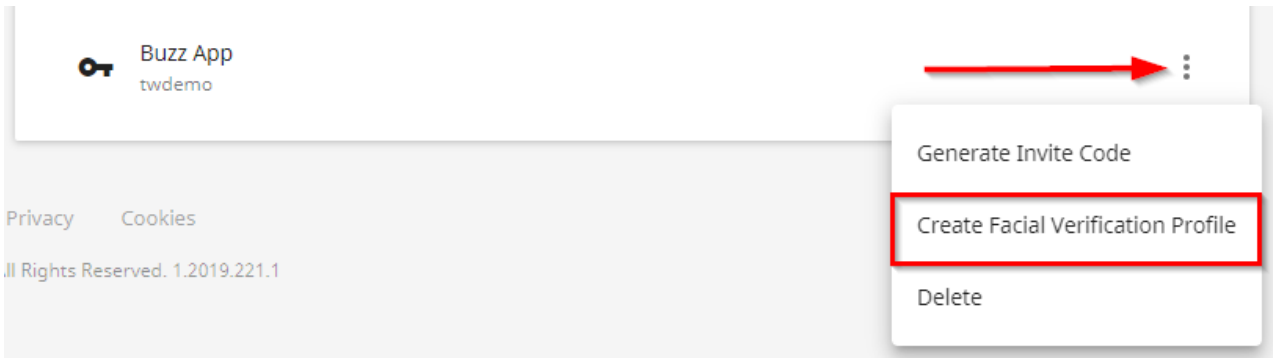 Buzz App
twdemo
Generate Invite Code
Create Facial Verification Profile
Delete
Privacy Cookies
All Rights Reserved. 1.2019.221.1